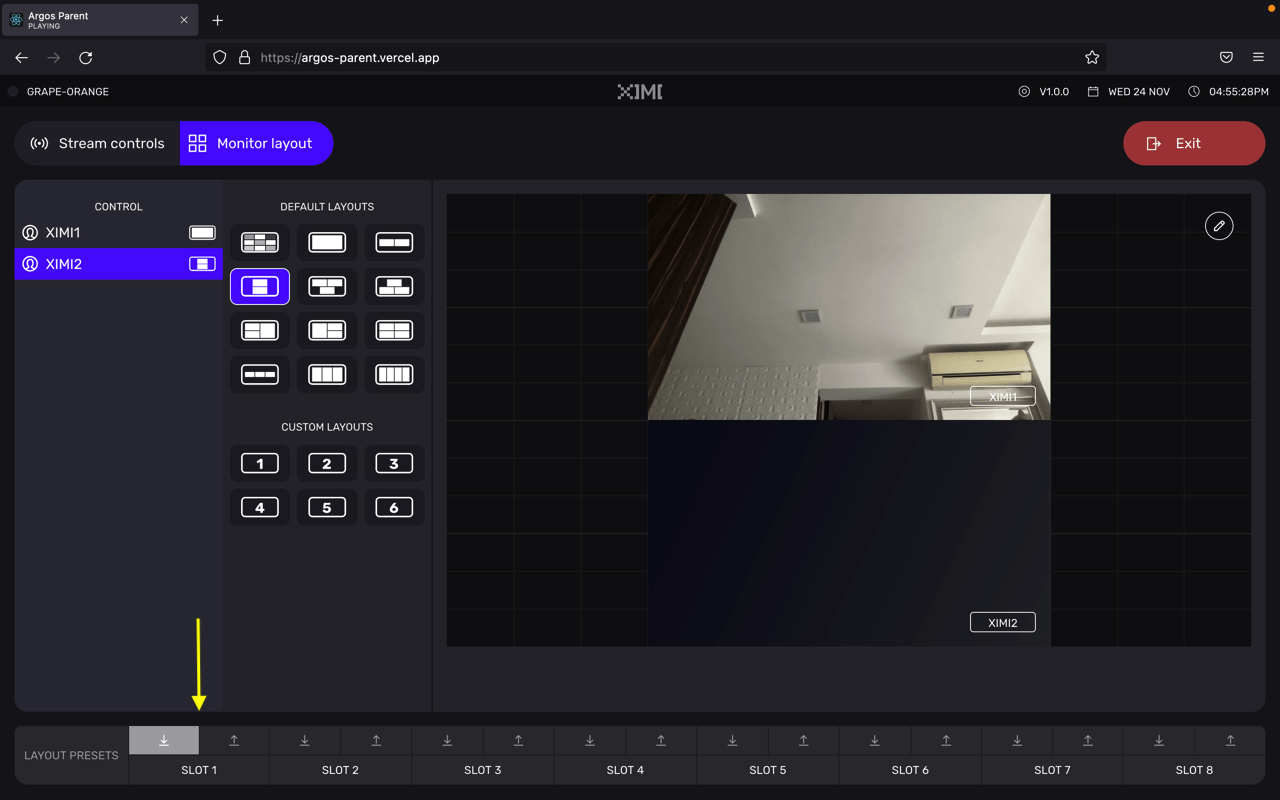 Argos Parent
PLAYING
https://argos-parent.vercel.app
GRAPE-ORANGE
XIMI
V1.0.0
WED 24 NOV
04:55:28PM
Stream controls
Monitor layout
Exit
CONTROL
XIMI1
XIMI2
DEFAULT LAYOUTS
CUSTOM LAYOUTS
1 2 3
4 5 6
XIMI1
XIMI2
LAYOUT PRESETS
SLOT 1
SLOT 2
SLOT 3
SLOT 4
SLOT 5
SLOT 6
SLOT 7
SLOT 8